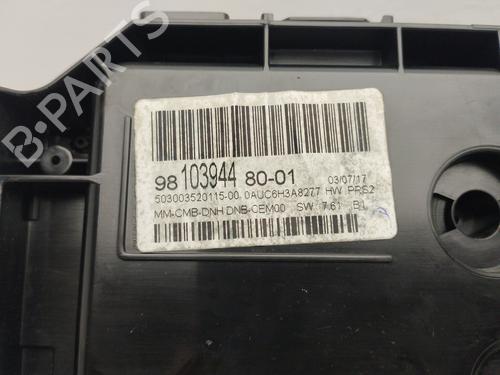 98 103944 80-01 03/07/17
503003520115-00 0AUC6H3A8277 HW PRS2
MM-CMB-DNH DNB-CEM00 SW 7.61 B1
B-PARTS